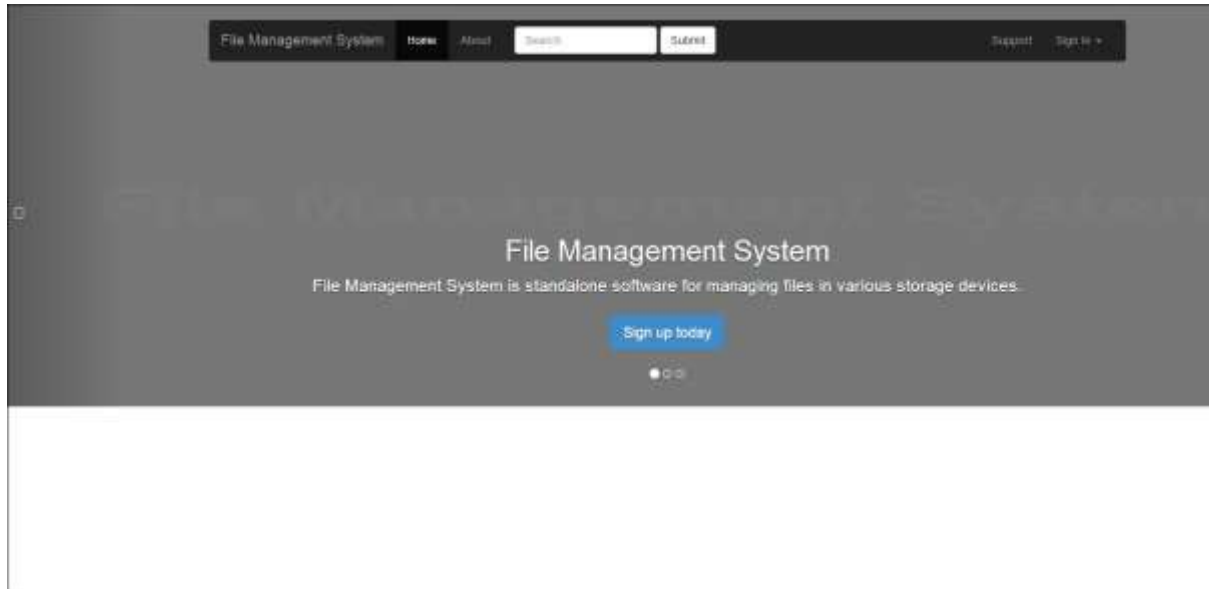 File Management System Home About Search Submit Support Sign In
File Management System
File Management System
File Management System is standalone software for managing files in various storage devices.
Sign up today